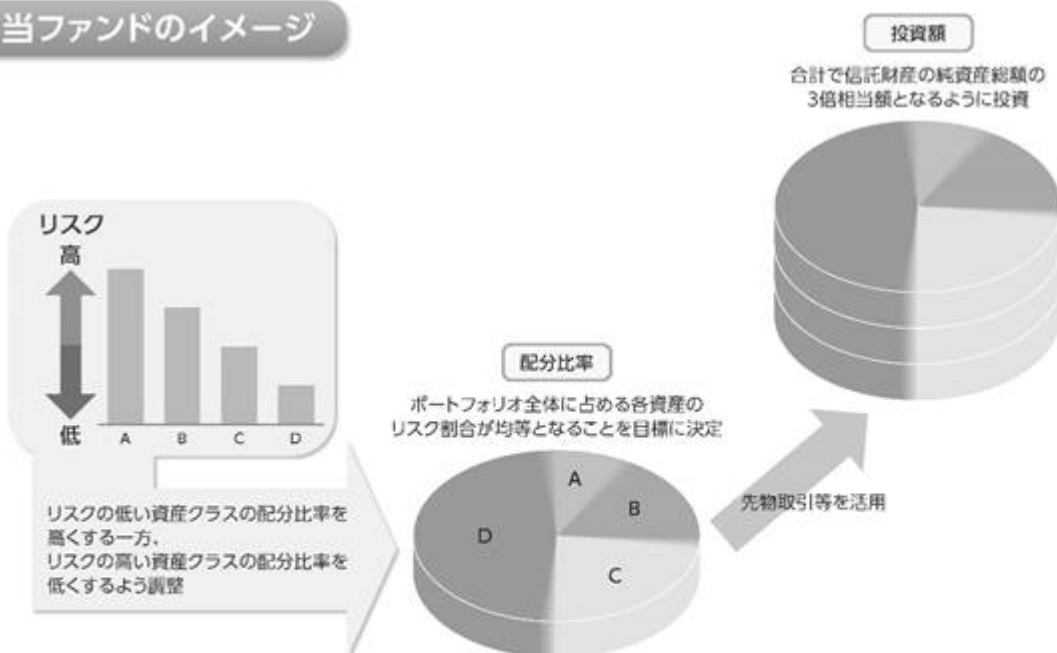 当ファンドのイメージ
投資額
合計で信託財産の純資産総額の
3倍相当額となるように投資
リスク
高
低
A
B
C
D
リスクの低い資産クラスの配分比率を
高くする一方、
リスクの高い資産クラスの配分比率を
低くするよう調整
配分比率
ポートフォリオ全体に占める各資産の
リスク割合が均等となることを目標に決定
A
B
C
D
先物取引等を活用